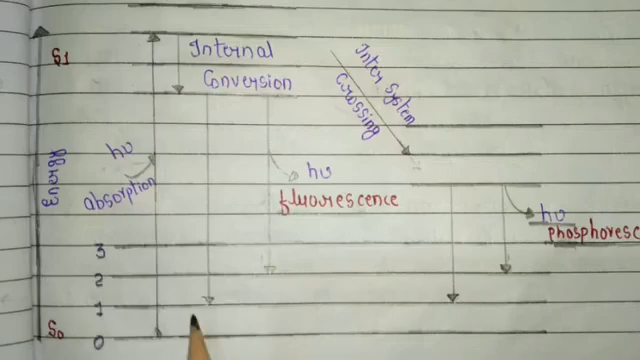 S1
Internal
Conversion
Inter System
Crossing
Energy
hν
absorption
hν
fluorescence
hν
phosphoresc
3
2
1
S0
0